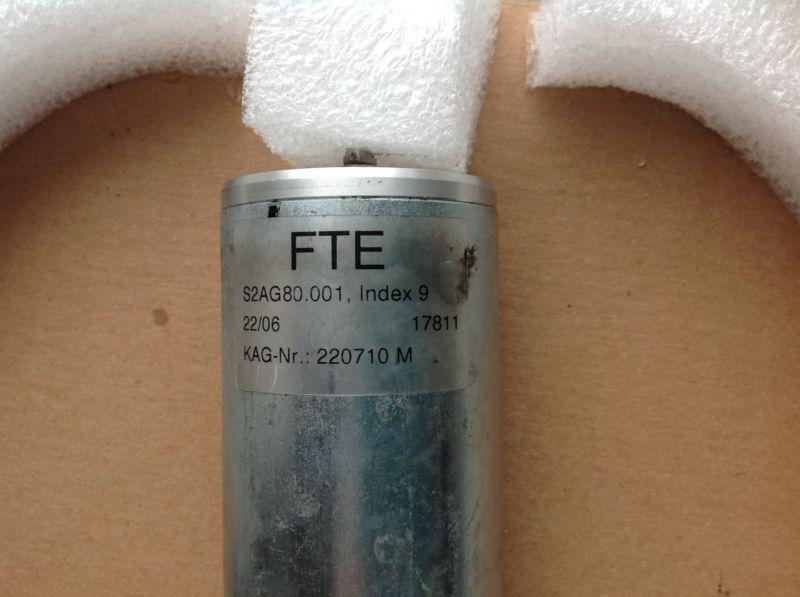 FTE
S2AG80.001, Index 9
22/06 17811
KAG-Nr.: 220710 M